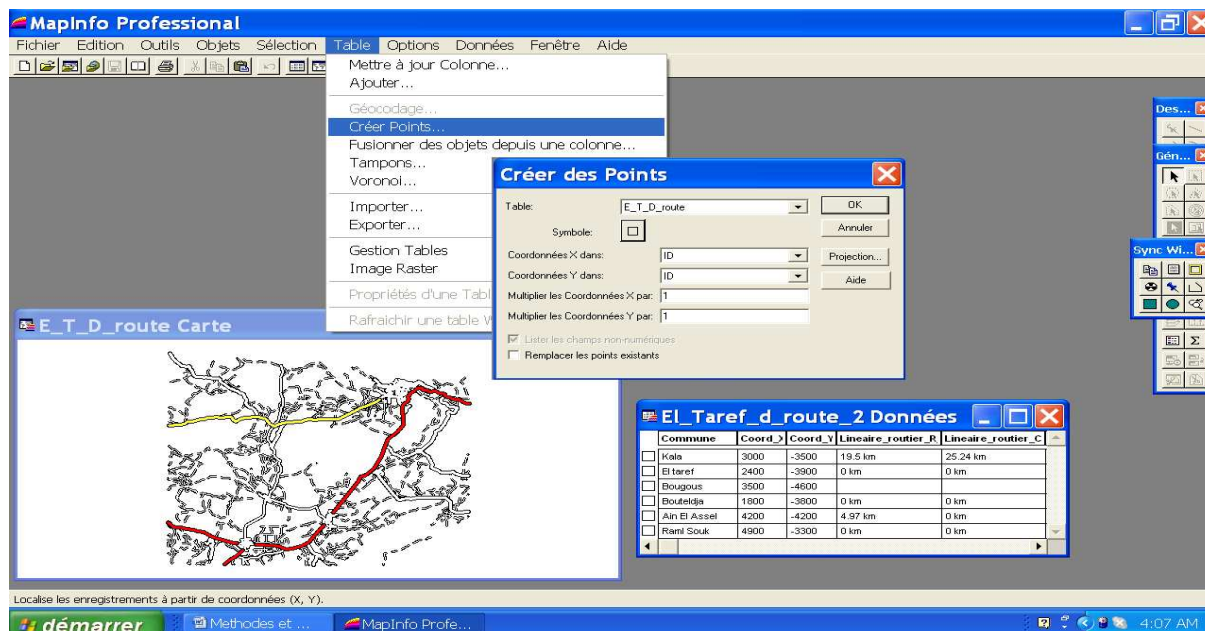 MapInfo Professional
Fichier Edition Outils Objets Sélection Table Options Données Fenêtre Aide
Mettre à jour Colonne...
Ajouter...
Géocodage...
Créer Points...
Fusionner des objets depuis une colonne...
Tampons...
Voronoi...
Importer...
Exporter...
Gestion Tables
Image Raster
Propriétés d'une Tabl
Rafraichir une table W
Créer des Points
Table: E_T_D_route OK
Symbole: Annuler
Coordonnées X dans: ID Projection...
Coordonnées Y dans: ID Aide
Multiplier les Coordonnées X par: 1
Multiplier les Coordonnées Y par: 1
Lister les champs non-numériques
Remplacer les points existants
Des...
Gén...
Sync Wi...
E_T_D_route Carte
El_Taref_d_route_2 Données
Commune Coord_X Coord_Y Lineaire_routier_R Lineaire_routier_C
Kala 3000 -3500 19.5 km 25.24 km
El taref 2400 -3900 0 km 0 km
Bougous 3500 -4600
Bouteldja 1800 -3800 0 km 0 km
Ain El Assel 4200 -4200 4.97 km 0 km
Raml Souk 4900 -3300 0 km 0 km
Localise les enregistrements à partir de coordonnées (X, Y).
démarrer Methodes et ... MapInfo Profe... 4:07 AM